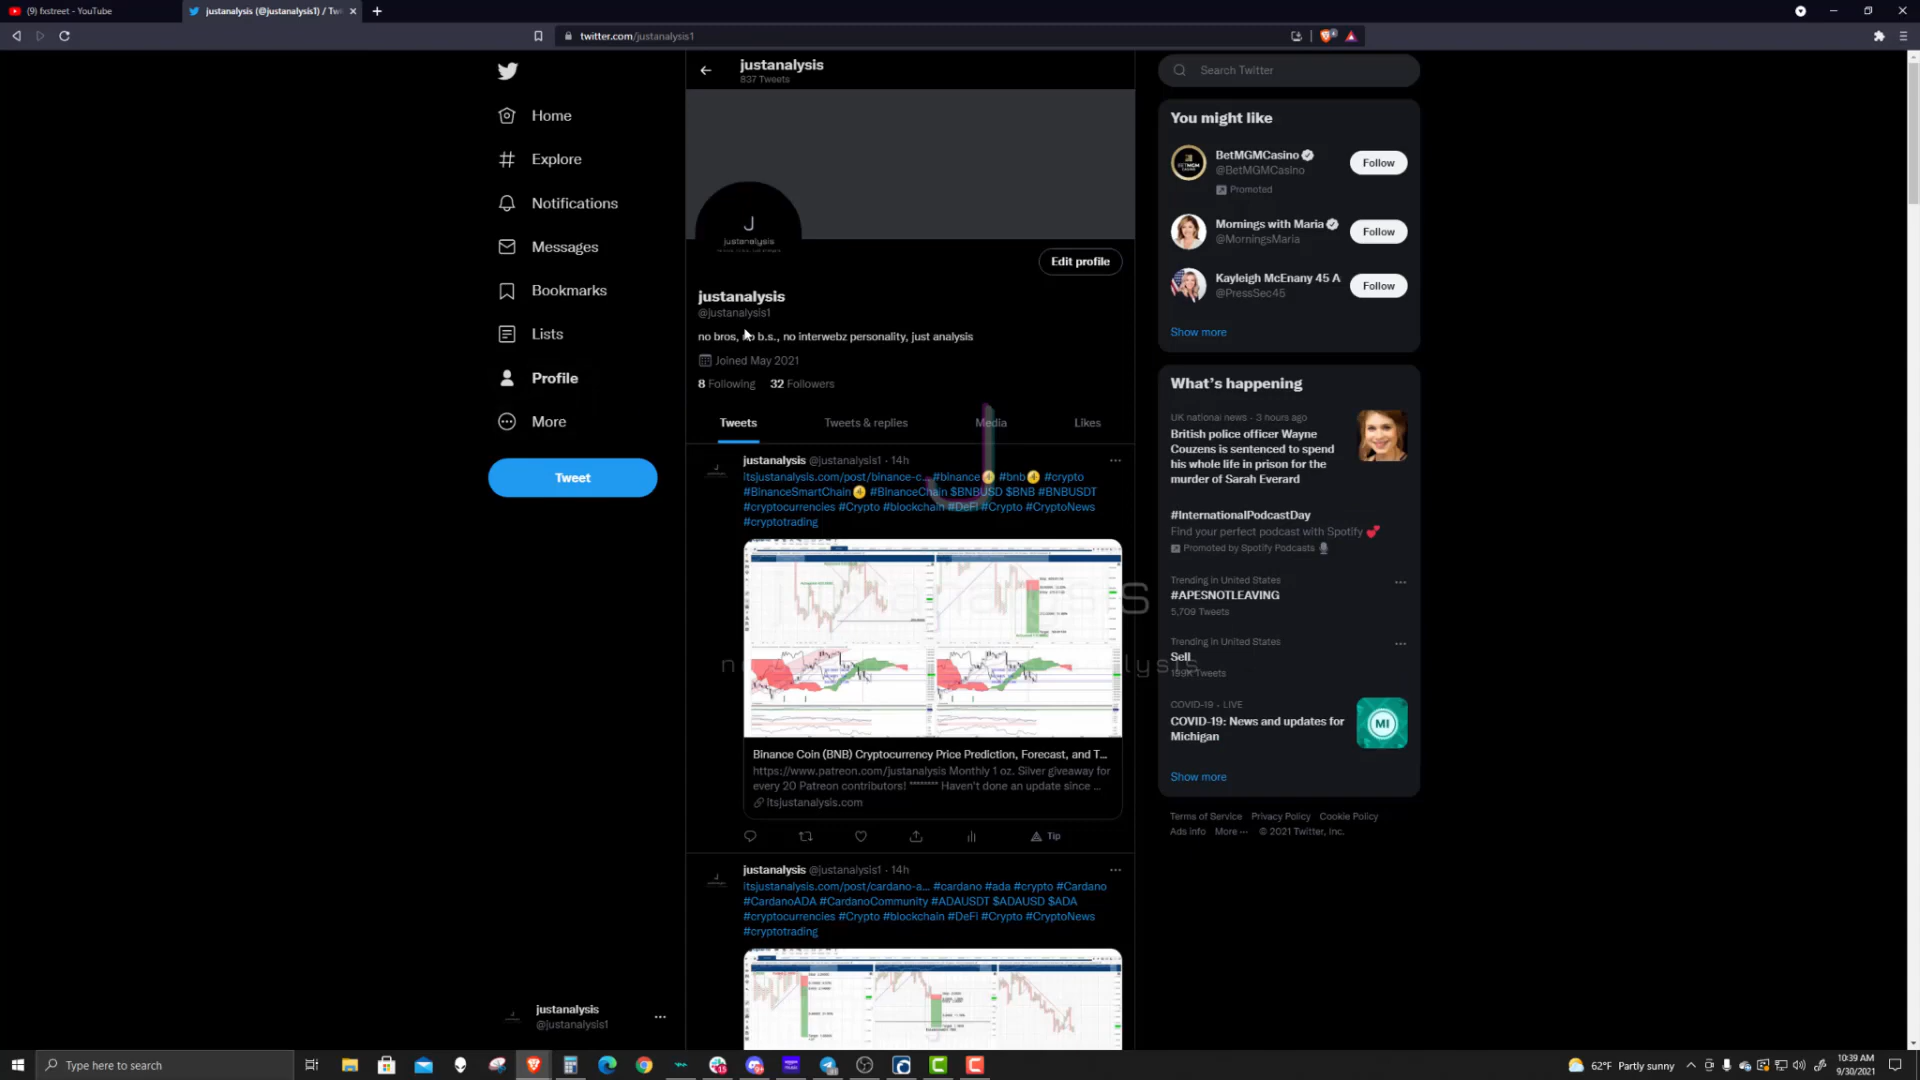 (9) fxstreet - YouTube
justanalysis (@justanalysis1) / Twi
twitter.com/justanalysis1
justanalysis
837 Tweets
Search Twitter
Home
Explore
Notifications
Messages
Bookmarks
Lists
Profile
More
Tweet
J
justanalysis
Edit profile
justanalysis
@justanalysis1
no bros, no b.s., no interwebz personality, just analysis
Joined May 2021
8 Following 32 Followers
Tweets
Tweets & replies
Media
Likes
justanalysis @justanalysis1 · 14h
itsjustanalysis.com/post/binance-c... #binance #bnb #crypto
#BinanceSmartChain #BinanceChain $BNBUSD $BNB #BNBUSDT
#cryptocurrencies #Crypto #blockchain #DeFi #Crypto #CryptoNews
#cryptotrading
Binance Coin (BNB) Cryptocurrency Price Prediction, Forecast, and T...
https://www.patreon.com/justanalysis Monthly 1 oz. Silver giveaway for
every 20 Patreon contributors! ******** Haven't done an update since ...
itsjustanalysis.com
Tip
justanalysis @justanalysis1 · 14h
itsjustanalysis.com/post/cardano-a... #cardano #ada #crypto #Cardano
#CardanoADA #CardanoCommunity #ADAUSDT $ADAUSD $ADA
#cryptocurrencies #Crypto #blockchain #DeFi #Crypto #CryptoNews
#cryptotrading
You might like
BetMGMCasino
@BetMGMCasino
Promoted
Follow
Mornings with Maria
@MorningsMaria
Follow
Kayleigh McEnany 45 A
@PressSec45
Follow
Show more
What's happening
UK national news · 3 hours ago
British police officer Wayne
Couzens is sentenced to spend
his whole life in prison for the
murder of Sarah Everard
#InternationalPodcastDay
Find your perfect podcast with Spotify
Promoted by Spotify Podcasts
Trending in United States
#APESNOTLEAVING
5,709 Tweets
Trending in United States
Sell
199K Tweets
COVID-19 · LIVE
COVID-19: News and updates for
Michigan
MI
Show more
Terms of Service Privacy Policy Cookie Policy
Ads info More ··· © 2021 Twitter, Inc.
justanalysis
@justanalysis1
Type here to search
62°F Partly sunny
10:39 AM
9/30/2021